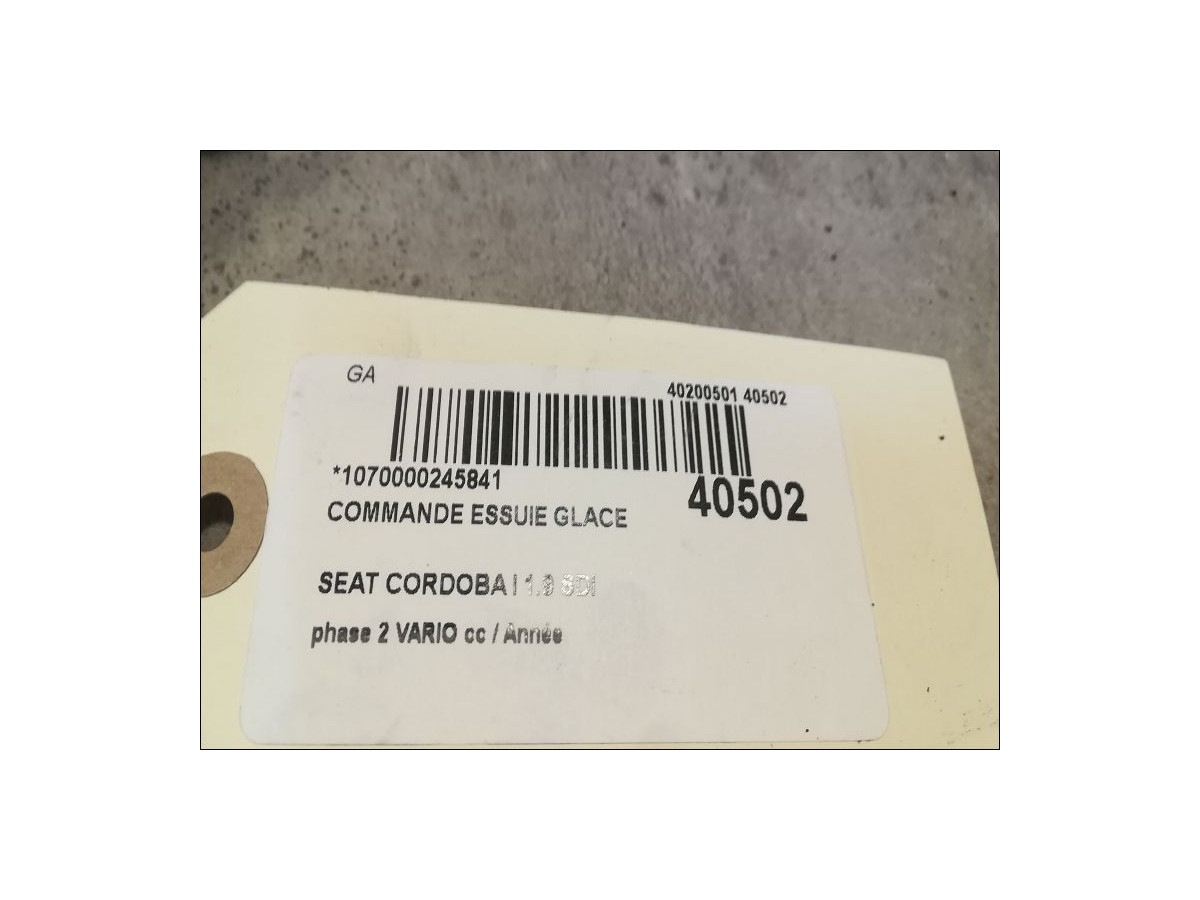 GA
40200501 40502
*1070000245841
40502
COMMANDE ESSUIE GLACE
SEAT CORDOBA I 1.9 SDI
phase 2 VARIO cc / Année